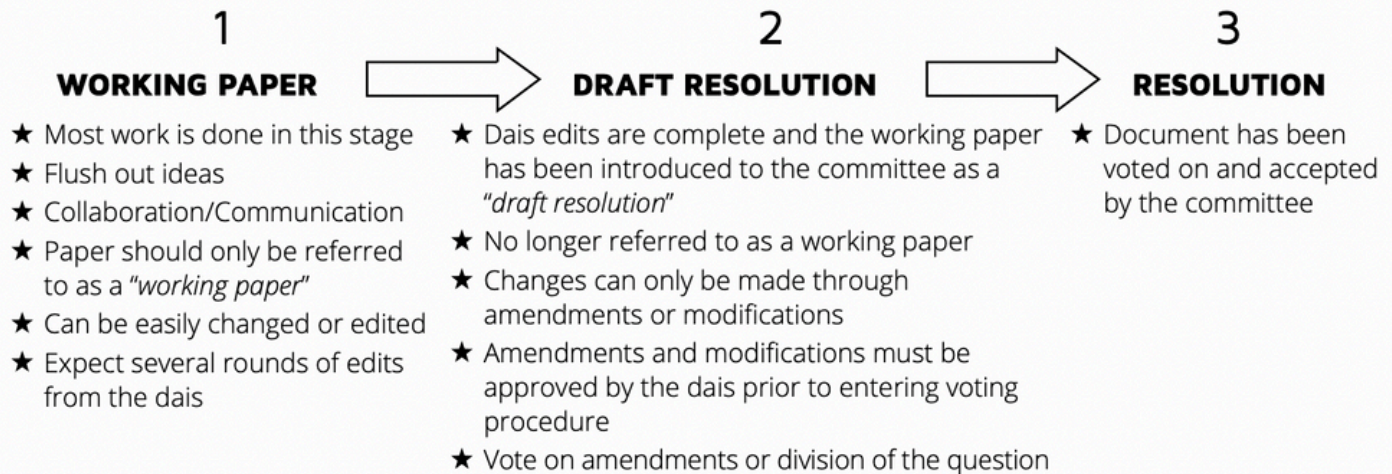 1
WORKING PAPER
★ Most work is done in this stage
★ Flush out ideas
★ Collaboration/Communication
★ Paper should only be referred
to as a “working paper”
★ Can be easily changed or edited
★ Expect several rounds of edits
from the dais
2
DRAFT RESOLUTION
★ Dais edits are complete and the working paper
has been introduced to the committee as a
“draft resolution”
★ No longer referred to as a working paper
★ Changes can only be made through
amendments or modifications
★ Amendments and modifications must be
approved by the dais prior to entering voting
procedure
★ Vote on amendments or division of the question
3
RESOLUTION
★ Document has been
voted on and accepted
by the committee